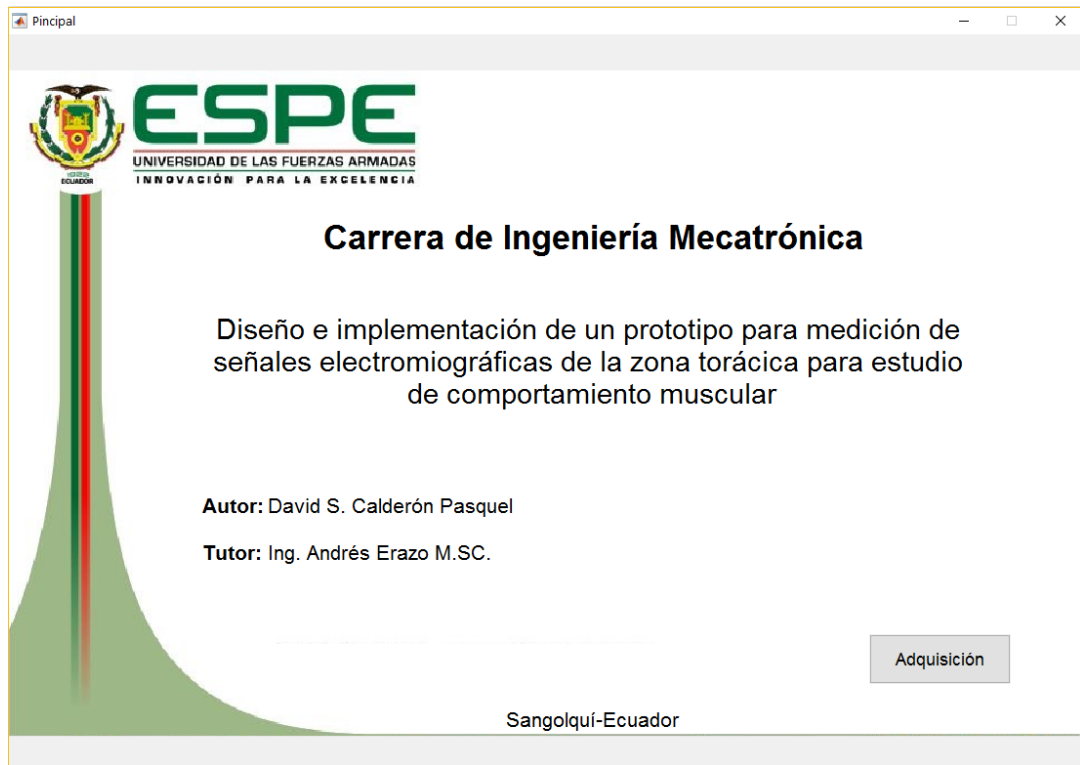 Pincipal
ESPE
UNIVERSIDAD DE LAS FUERZAS ARMADAS
INNOVACIÓN PARA LA EXCELENCIA
1922
ECUADOR
Carrera de Ingeniería Mecatrónica
Diseño e implementación de un prototipo para medición de
señales electromiográficas de la zona torácica para estudio
de comportamiento muscular
Autor: David S. Calderón Pasquel
Tutor: Ing. Andrés Erazo M.SC.
Adquisición
Sangolquí-Ecuador